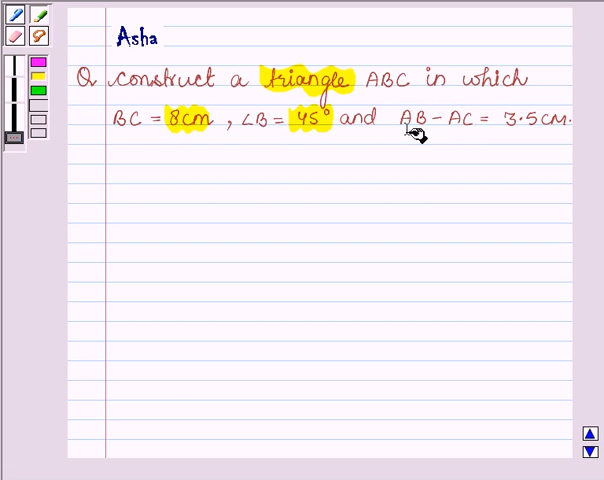 Asha
Q construct a triangle ABC in which
BC = 8cm, ∠B = 45° and AB - AC = 3.5CM.